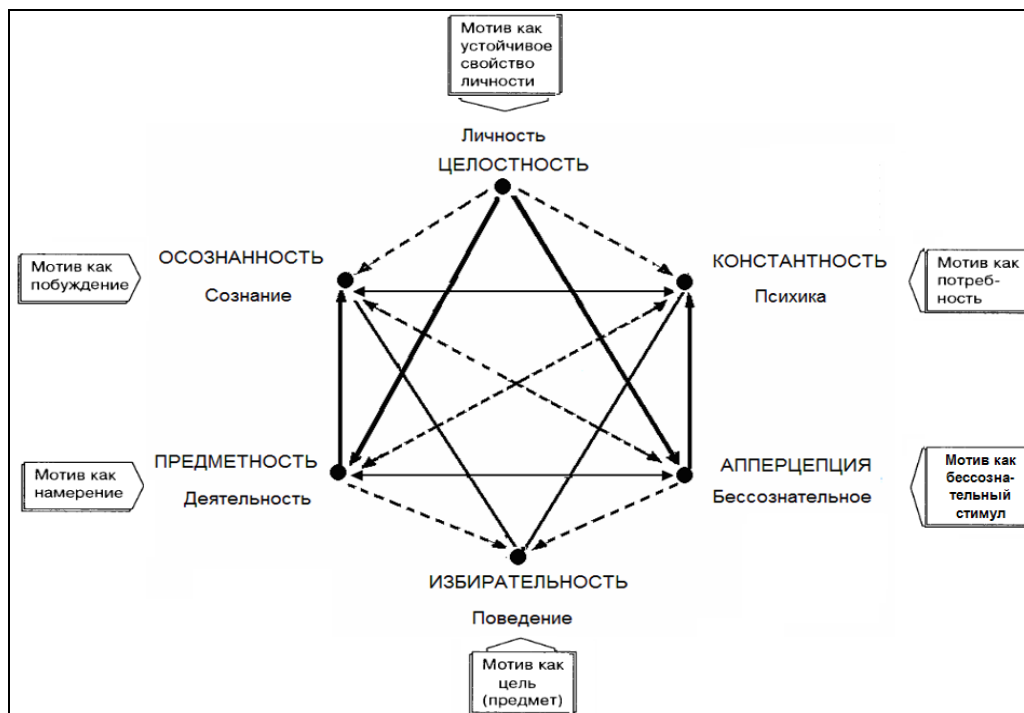 Мотив как
устойчивое
свойство
личности
Личность
ЦЕЛОСТНОСТЬ
Мотив как
побуждение
ОСОЗНАННОСТЬ
Сознание
КОНСТАНТНОСТЬ
Психика
Мотив как
потреб-
ность
Мотив как
намерение
ПРЕДМЕТНОСТЬ
Деятельность
АППЕРЦЕПЦИЯ
Бессознательное
Мотив как
бессозна-
тельный
стимул
ИЗБИРАТЕЛЬНОСТЬ
Поведение
Мотив как
цель
(предмет)